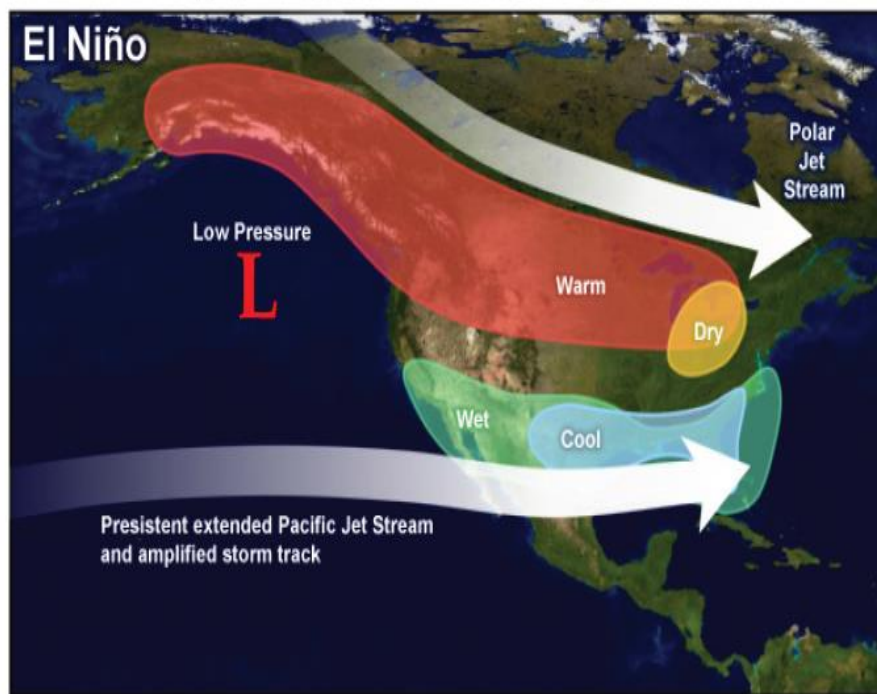 El Niño
Polar
Jet
Stream
Low Pressure
L
Warm
Dry
Wet
Cool
Presistent extended Pacific Jet Stream
and amplified storm track